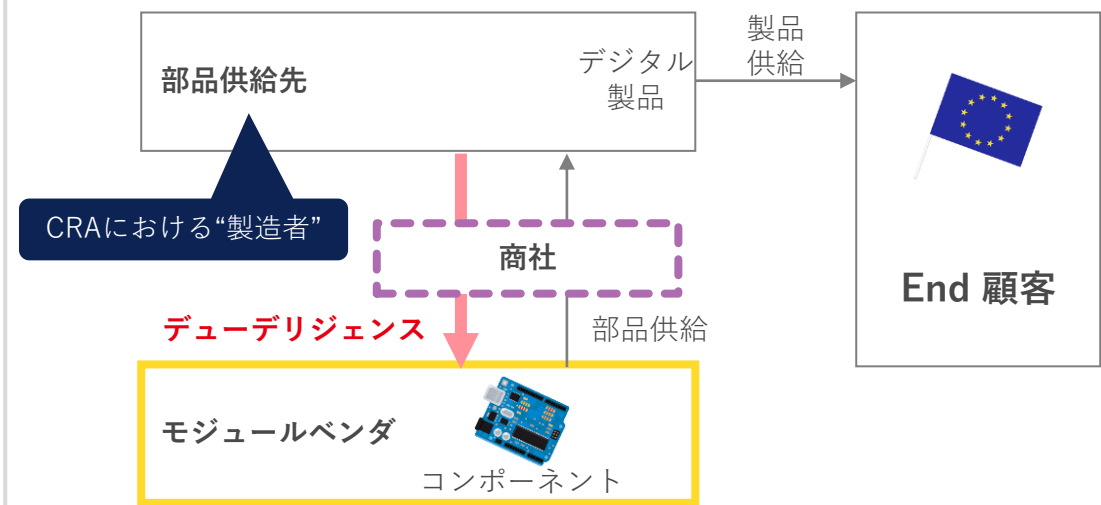 部品供給先
デジタル
製品
製品
供給
CRAにおける“製造者”
商社
End 顧客
デューデリジェンス
部品供給
モジュールベンダ
コンポーネント